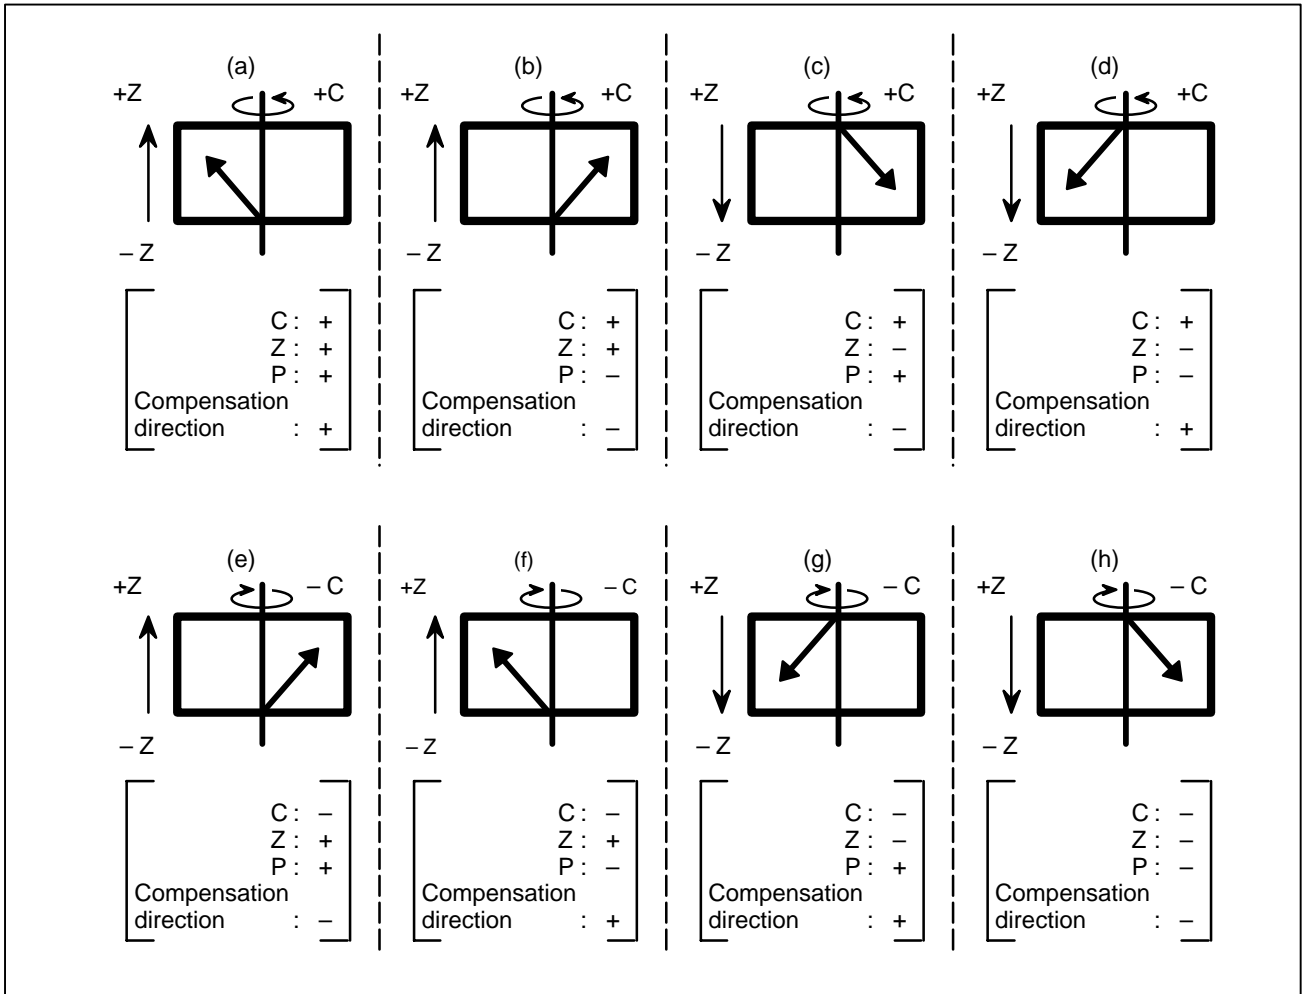 (a)
+Z +C
– Z
C : +
Z : +
P : +
Compensation
direction : +
(b)
+Z +C
– Z
C : +
Z : +
P : –
Compensation
direction : –
(c)
+Z +C
– Z
C : +
Z : –
P : +
Compensation
direction : –
(d)
+Z +C
– Z
C : +
Z : –
P : –
Compensation
direction : +
(e)
+Z – C
– Z
C : –
Z : +
P : +
Compensation
direction : –
(f)
+Z – C
– Z
C : –
Z : +
P : –
Compensation
direction : +
(g)
+Z – C
– Z
C : –
Z : –
P : +
Compensation
direction : +
(h)
+Z – C
– Z
C : –
Z : –
P : –
Compensation
direction : –